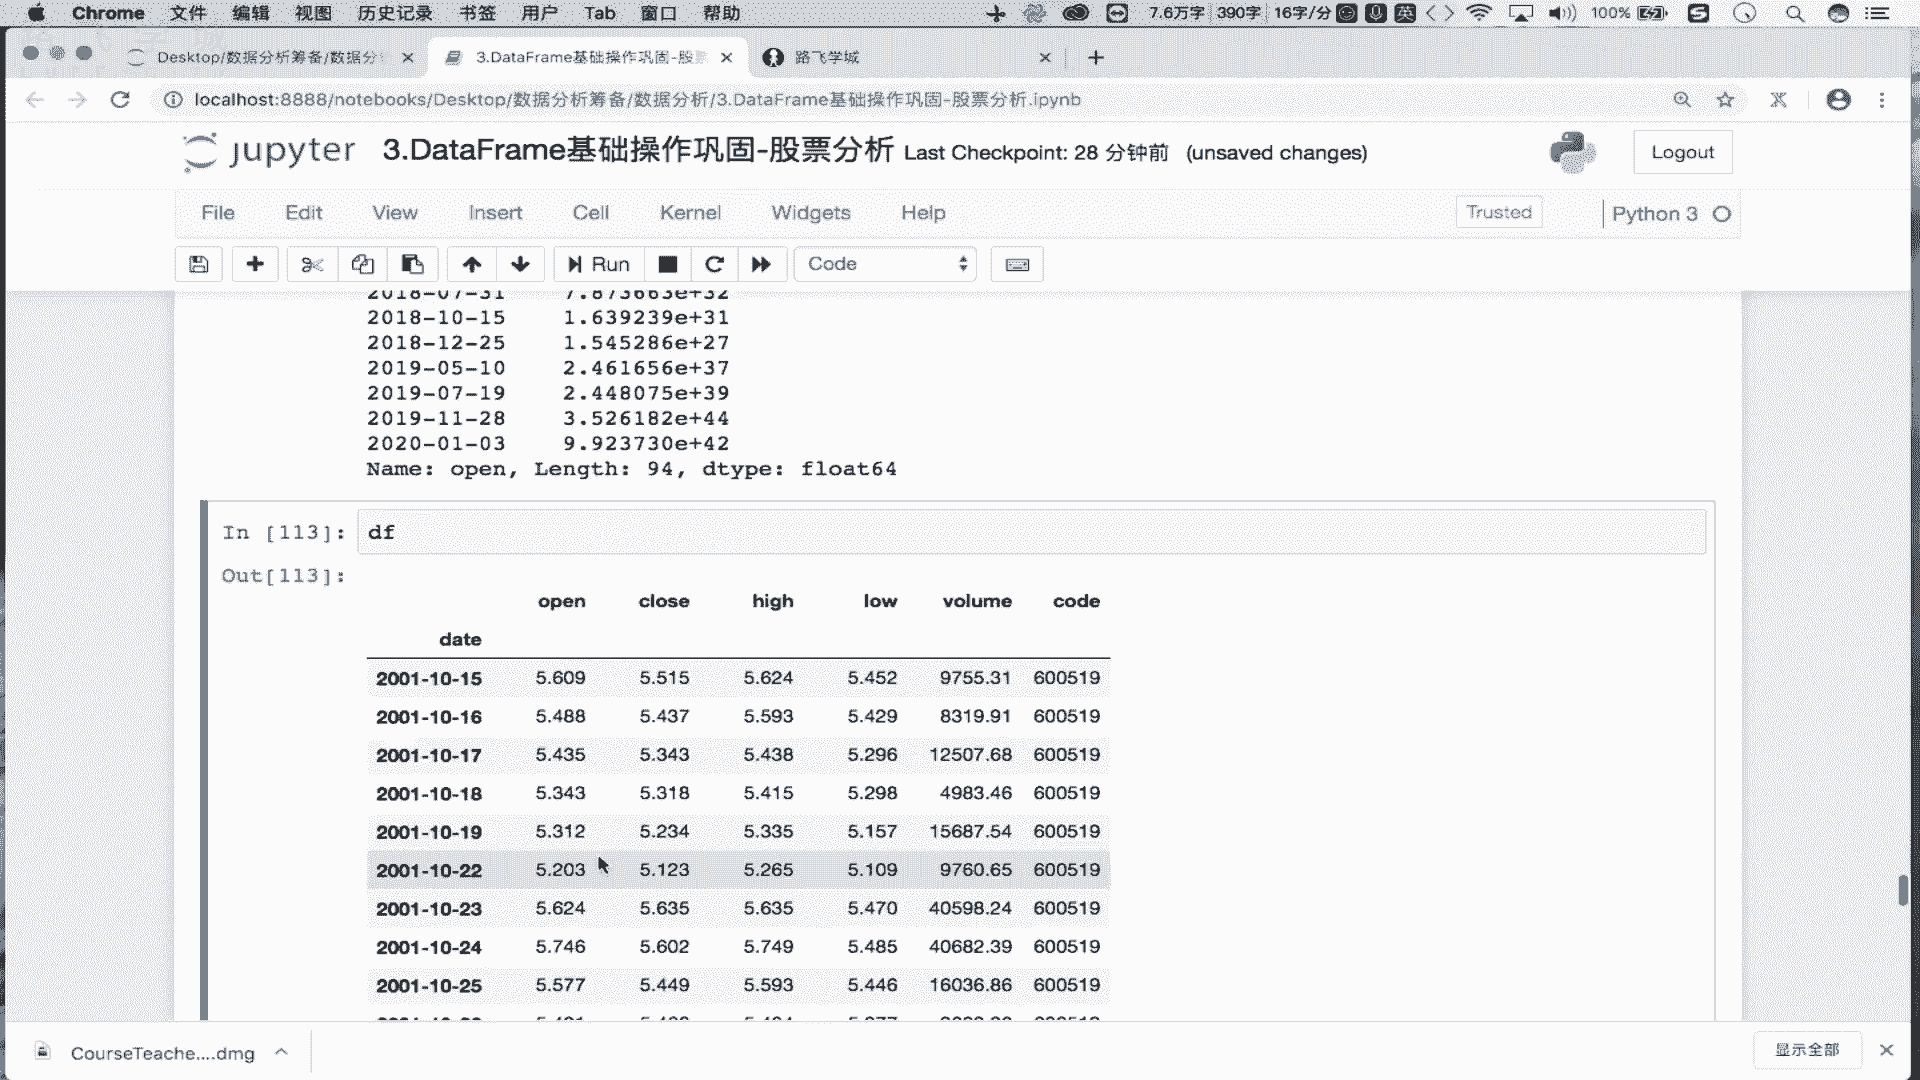 Chrome 文件 编辑 视图 历史记录 书签 用户 Tab 窗口 帮助 7.6万字 390字 16字/分 英 100%
Desktop/数据分析筹备/数据分
3.DataFrame基础操作巩固-股
路飞学城
localhost:8888/notebooks/Desktop/数据分析筹备/数据分析/3.DataFrame基础操作巩固-股票分析.ipynb
jupyter 3.DataFrame基础操作巩固-股票分析 Last Checkpoint: 28 分钟前 (unsaved changes) Logout
File Edit View Insert Cell Kernel Widgets Help Trusted Python 3
Run Code
2018-07-31 7.873663e+32
2018-10-15 1.639239e+31
2018-12-25 1.545286e+27
2019-05-10 2.461656e+37
2019-07-19 2.448075e+39
2019-11-28 3.526182e+44
2020-01-03 9.923730e+42
Name: open, Length: 94, dtype: float64
In [113]: df
Out[113]:
open close high low volume code
date
2001-10-15 5.609 5.515 5.624 5.452 9755.31 600519
2001-10-16 5.488 5.437 5.593 5.429 8319.91 600519
2001-10-17 5.435 5.343 5.438 5.296 12507.68 600519
2001-10-18 5.343 5.318 5.415 5.298 4983.46 600519
2001-10-19 5.312 5.234 5.335 5.157 15687.54 600519
2001-10-22 5.203 5.123 5.265 5.109 9760.65 600519
2001-10-23 5.624 5.635 5.635 5.470 40598.24 600519
2001-10-24 5.746 5.602 5.749 5.485 40682.39 600519
2001-10-25 5.577 5.449 5.593 5.446 16036.86 600519
CourseTeache....dmg 显示全部